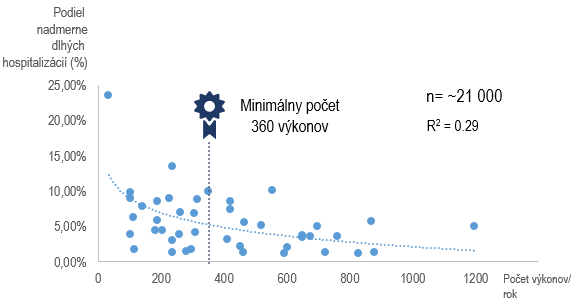 Podiel
nadmerne
dlhých
hospitalizácií (%)
25,00%
20,00%
15,00%
10,00%
5,00%
0,00%
Minimálny počet
360 výkonov
n= ~21 000
R² = 0.29
0 200 400 600 800 1000 1200
Počet výkonov/
rok